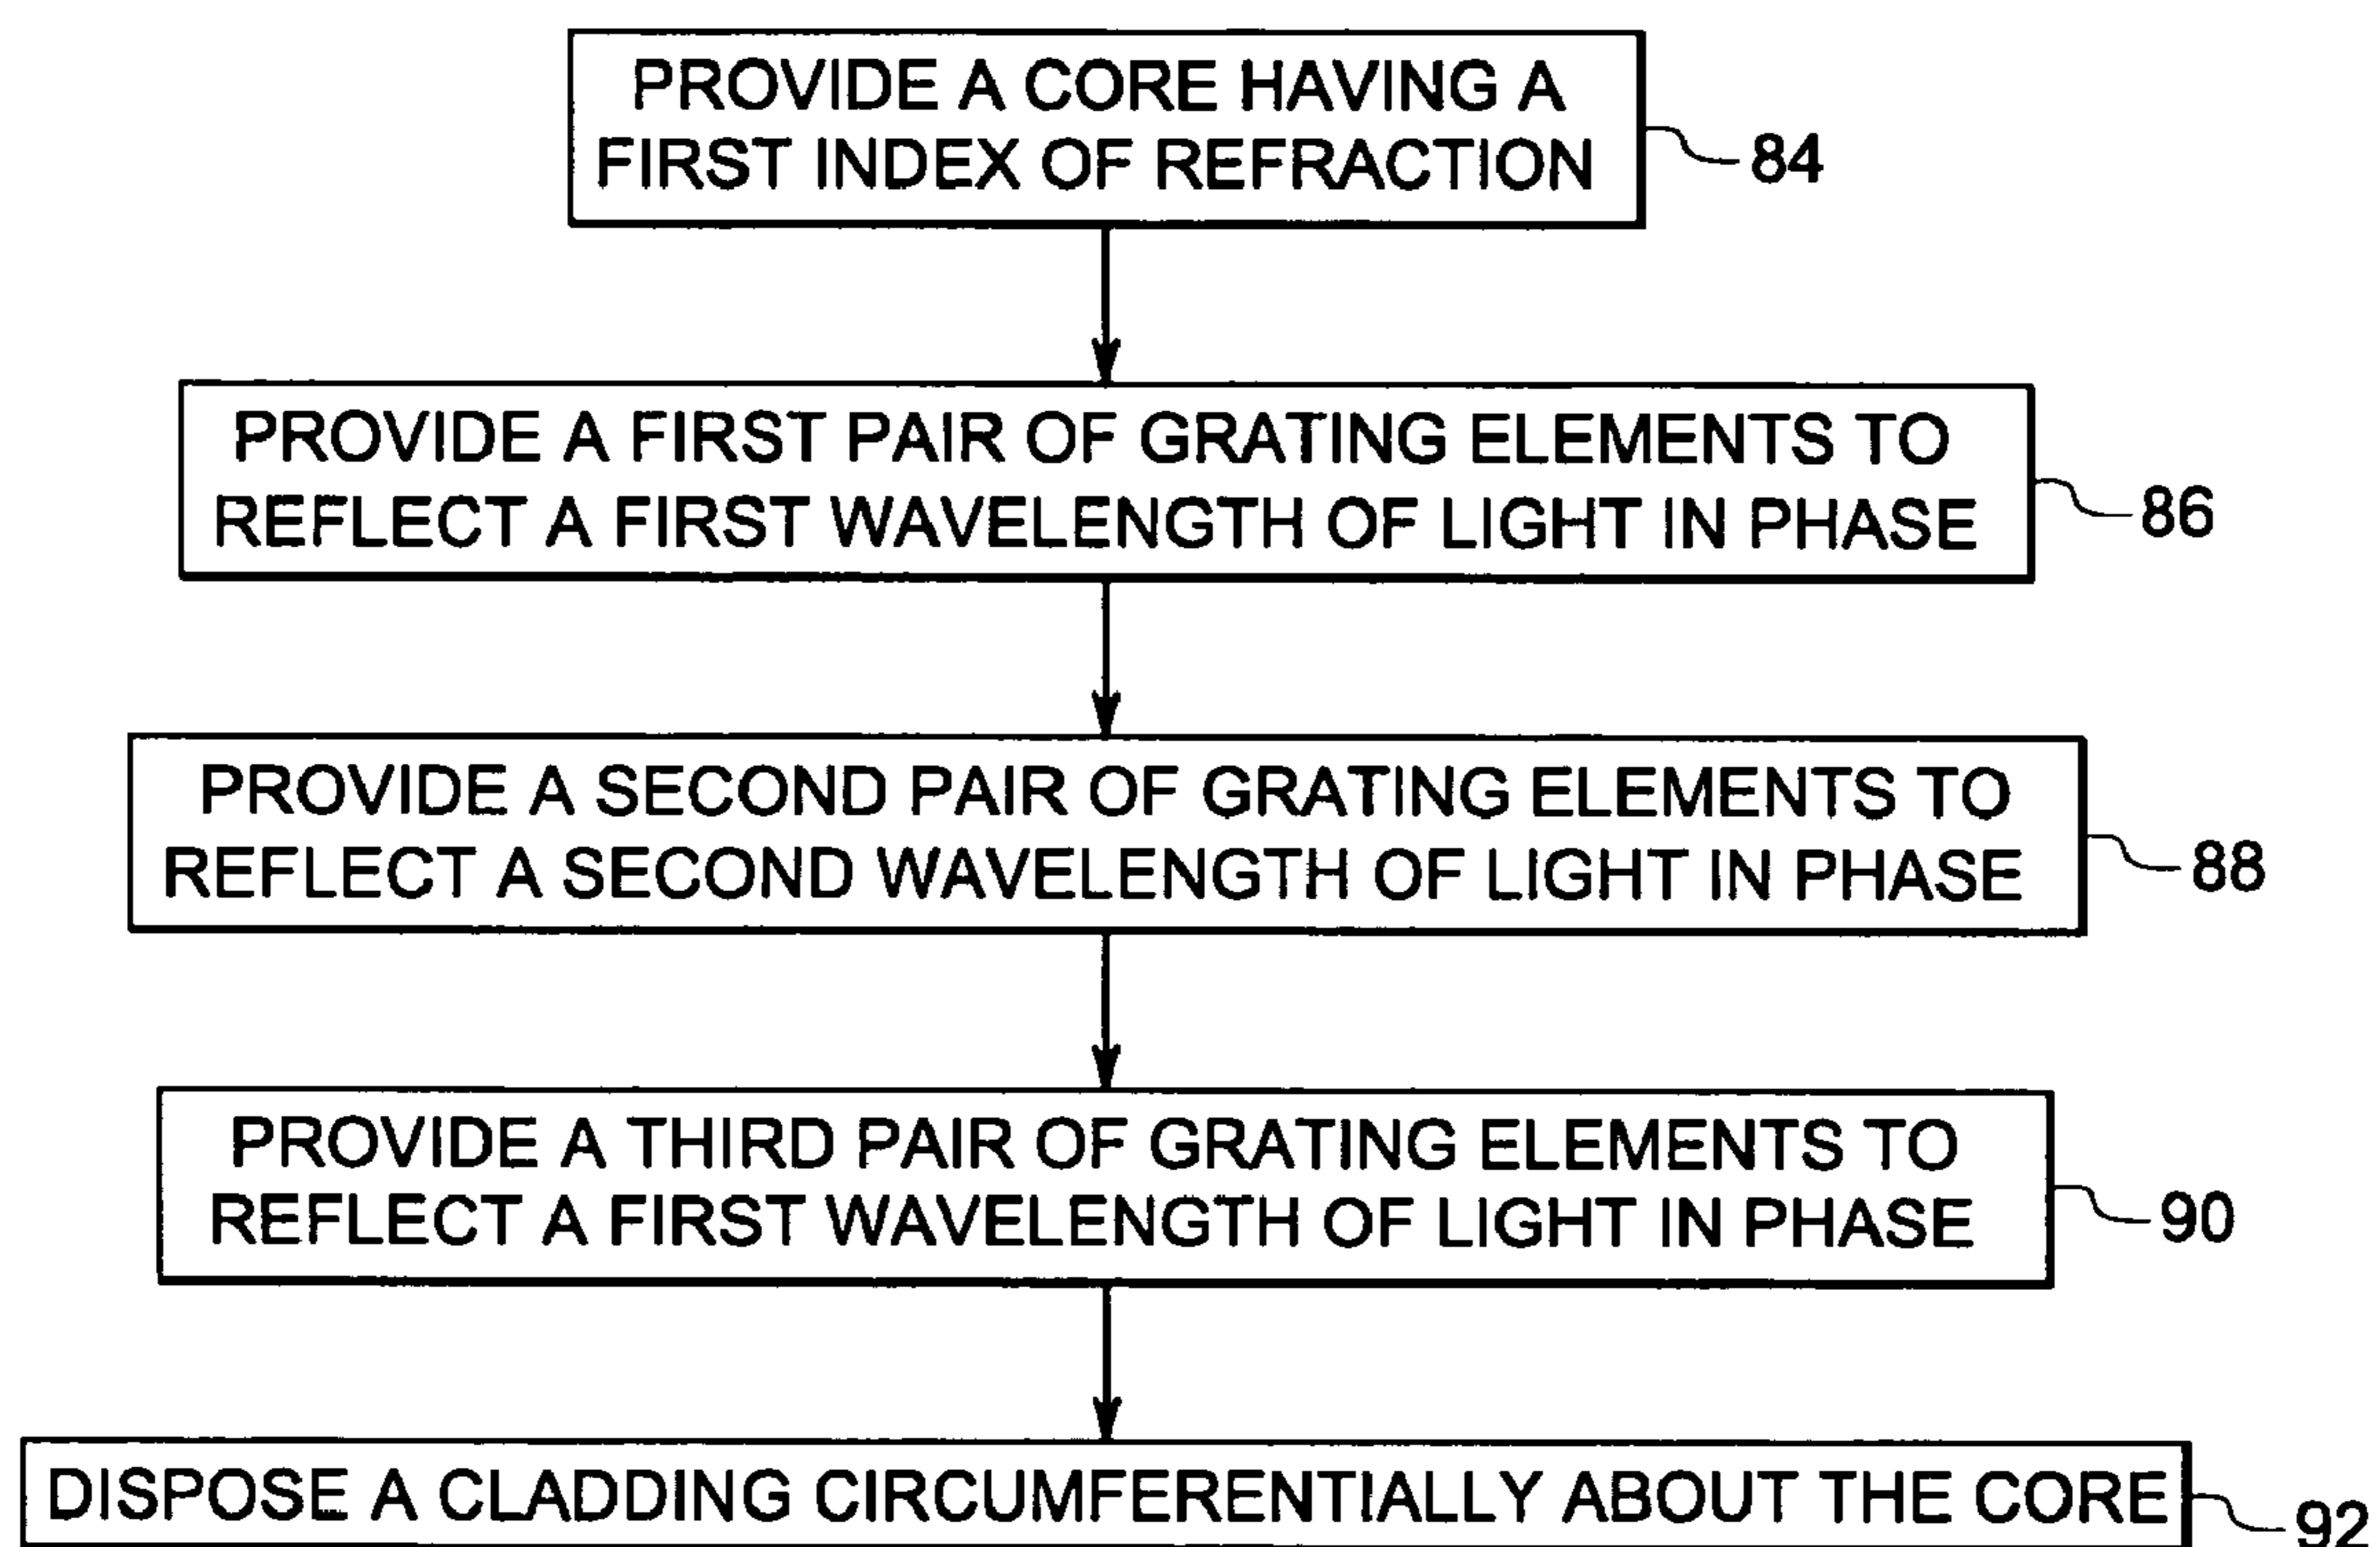 PROVIDE A CORE HAVING A
FIRST INDEX OF REFRACTION
84
PROVIDE A FIRST PAIR OF GRATING ELEMENTS TO
REFLECT A FIRST WAVELENGTH OF LIGHT IN PHASE
86
PROVIDE A SECOND PAIR OF GRATING ELEMENTS TO
REFLECT A SECOND WAVELENGTH OF LIGHT IN PHASE
88
PROVIDE A THIRD PAIR OF GRATING ELEMENTS TO
REFLECT A FIRST WAVELENGTH OF LIGHT IN PHASE
90
DISPOSE A CLADDING CIRCUMFERENTIALLY ABOUT THE CORE
92